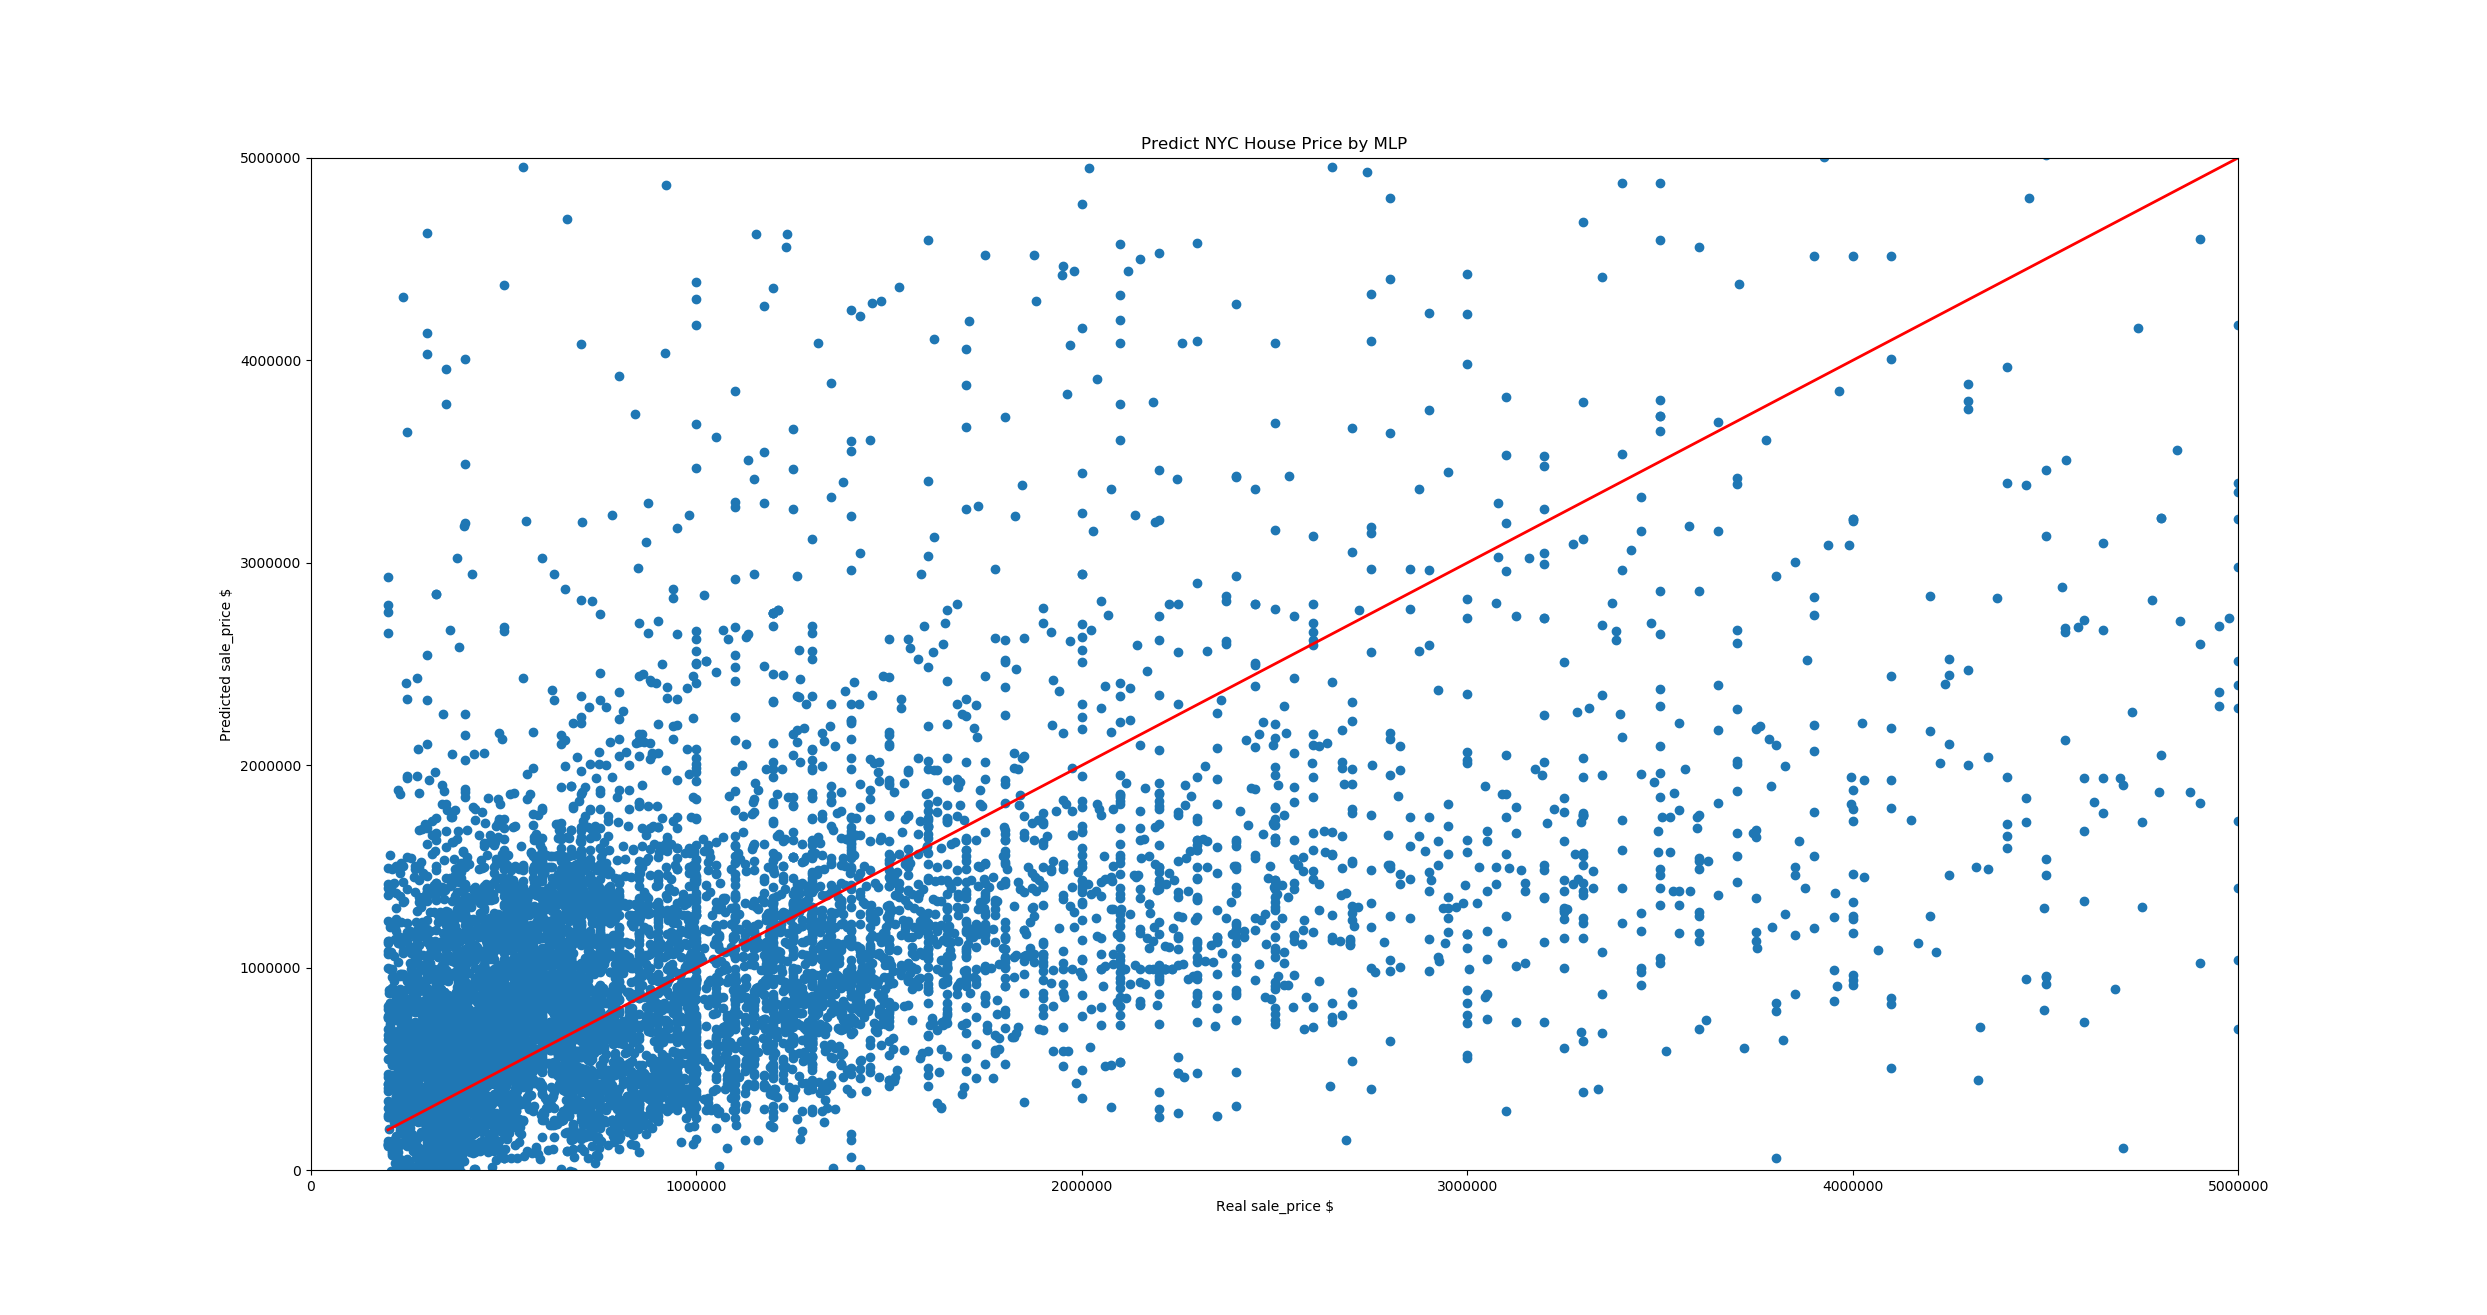 Predict NYC House Price by MLP
5000000
4000000
3000000
2000000
1000000
0
Predicted sale_price $
0 1000000 2000000 3000000 4000000 5000000
Real sale_price $